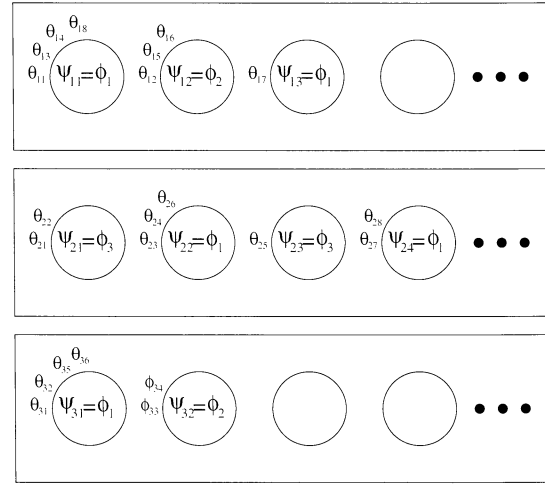 θ₁₄ θ₁₈ θ₁₆
θ₁₃ θ₁₅
θ₁₁ ψ₁₁=ϕ₁ θ₁₂ ψ₁₂=ϕ₂ θ₁₇ ψ₁₃=ϕ₁
θ₂₆
θ₂₂ θ₂₄ θ₂₈
θ₂₁ ψ₂₁=ϕ₃ θ₂₃ ψ₂₂=ϕ₁ θ₂₅ ψ₂₃=ϕ₃ θ₂₇ ψ₂₄=ϕ₁
θ₃₅ θ₃₆
θ₃₂ ϕ₃₄
θ₃₁ ψ₃₁=ϕ₁ ϕ₃₃ ψ₃₂=ϕ₂